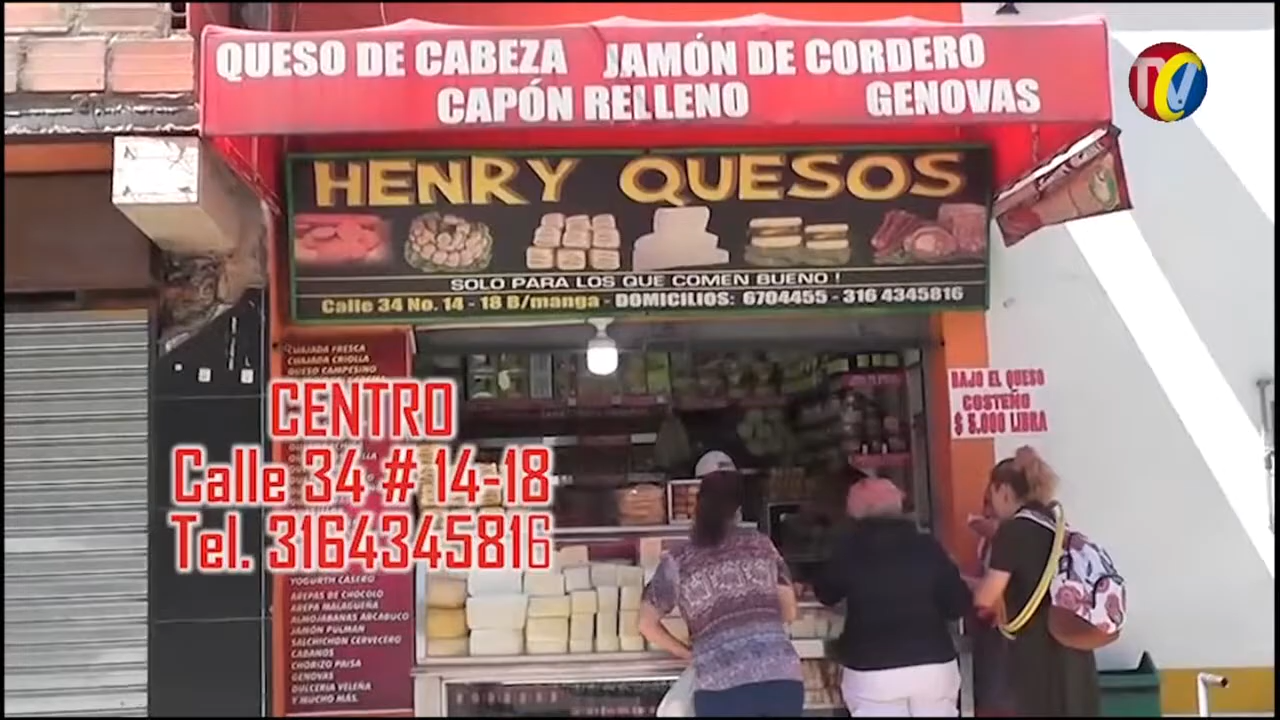 QUESO DE CABEZA JAMÓN DE CORDERO
CAPÓN RELLENO GENOVAS
TV
HENRY QUESOS
SOLO PARA LOS QUE COMEN BUENO !
Calle 34 No. 14 - 18 B/manga - DOMICILIOS: 6704455 - 316 4345816
CUAJADA FRESCA
CUAJADA CRIOLLA
QUESO CAMPESINO
BAJO EL QUESO
COSTEÑO
$ 5.000 LIBRA
CENTRO
Calle 34 # 14-18
Tel. 3164345816
YOGURTH CASERO
AREPAS DE CHOCOLO
AREPA MALAGUEÑA
ALMOJABANAS ARCABUCO
JAMÓN PULMAN
SALCHICHON CERVECERO
CABANOS
CHORIZO PAISA
GENOVAS
DULCERIA VELEÑA
Y MUCHO MÁS.